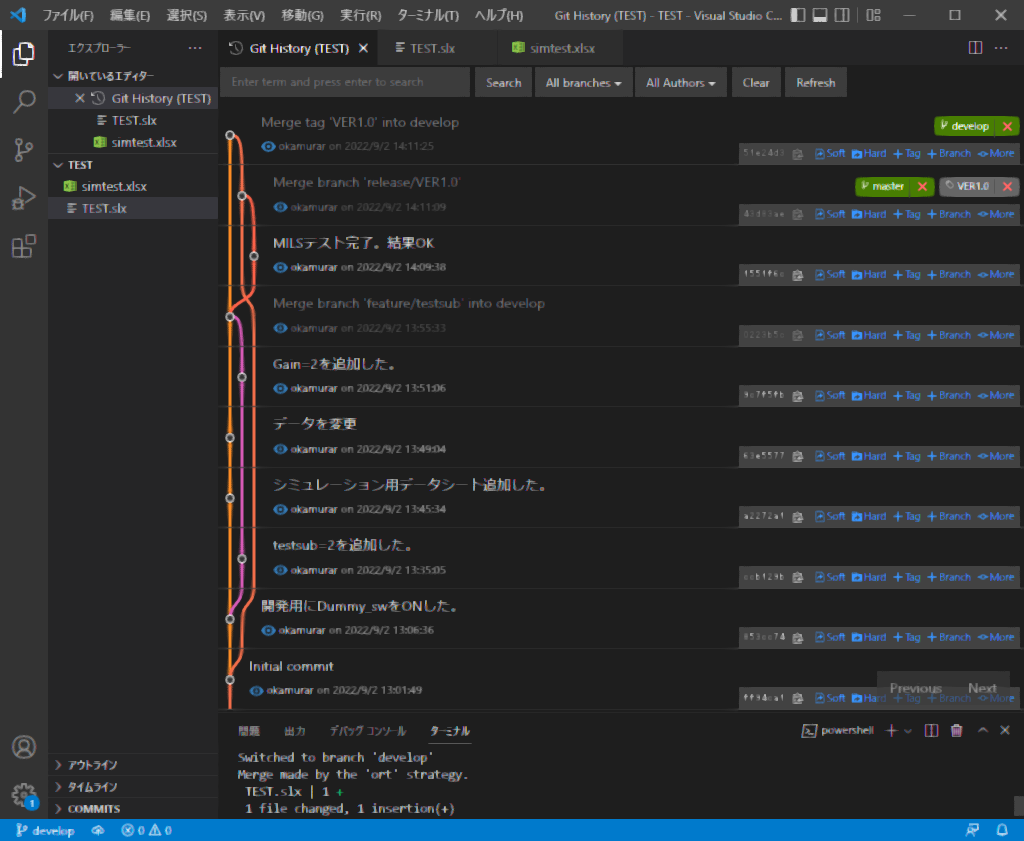 ファイル(F) 編集(E) 選択(S) 表示(V) 移動(G) 実行(R) ターミナル(T) ヘルプ(H) Git History (TEST) - TEST - Visual Studio C...
エクスプローラー ...
Git History (TEST) TEST.slx simtest.xlsx
開いているエディター
Git History (TEST)
TEST.slx
simtest.xlsx
TEST
simtest.xlsx
TEST.slx
アウトライン
タイムライン
COMMITS
Enter term and press enter to search Search All branches All Authors Clear Refresh
Merge tag 'VER1.0' into develop
develop
okamurar on 2022/9/2 14:11:25
Soft Hard + Tag + Branch More
Merge branch 'release/VER1.0'
master VER1.0
okamurar on 2022/9/2 14:11:09
Soft Hard + Tag + Branch More
MILSテスト完了。結果OK
okamurar on 2022/9/2 14:09:38
Soft Hard + Tag + Branch More
Merge branch 'feature/testsub' into develop
okamurar on 2022/9/2 13:55:33
Soft Hard + Tag + Branch More
Gain=2を追加した。
okamurar on 2022/9/2 13:51:06
Soft Hard + Tag + Branch More
データを変更
okamurar on 2022/9/2 13:49:04
63e5577 Soft Hard + Tag + Branch More
シミュレーション用データシート追加した。
okamurar on 2022/9/2 13:45:34
Soft Hard + Tag + Branch More
testsub=2を追加した。
okamurar on 2022/9/2 13:35:05
Soft Hard + Tag + Branch More
開発用にDummy_swをONした。
okamurar on 2022/9/2 13:06:36
Soft Hard + Tag + Branch More
Initial commit
okamurar on 2022/9/2 13:01:49
Soft Hard + Tag + Branch More
Previous Next
問題 出力 デバッグ コンソール ターミナル powershell
Switched to branch 'develop'
Merge made by the 'ort' strategy.
TEST.slx | 1 +
1 file changed, 1 insertion(+)
1
develop 0 0